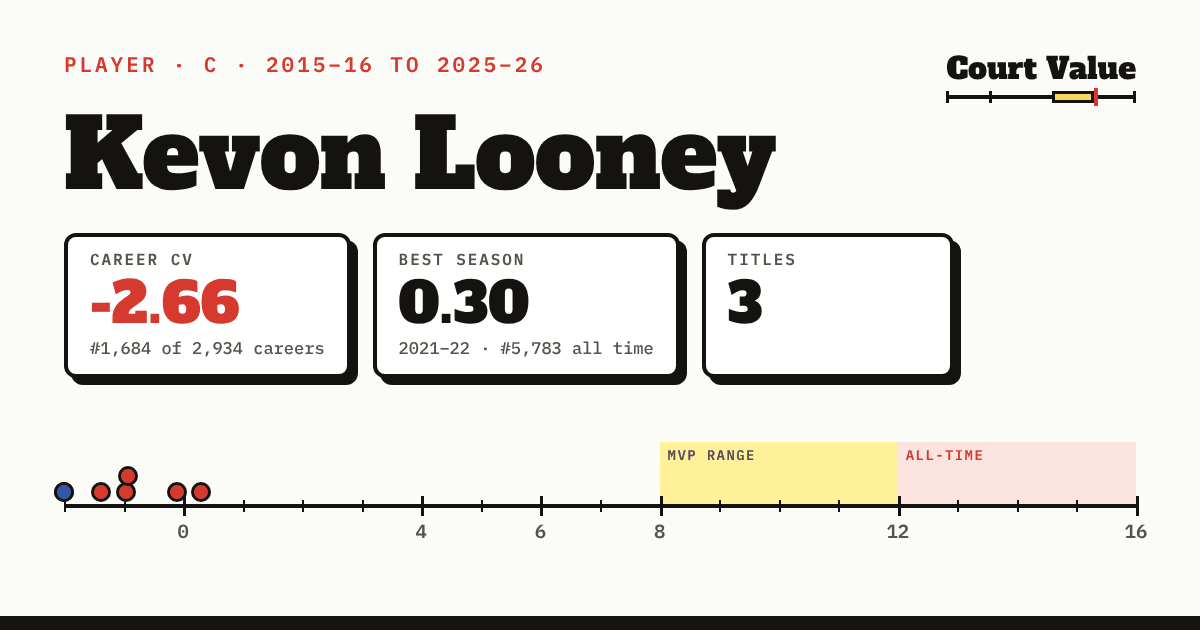 PLAYER · C · 2015–16 TO 2025–26
Court Value
Kevon Looney
CAREER CV
-2.66
#1,684 of 2,934 careers
BEST SEASON
0.30
2021–22 · #5,783 all time
TITLES
3
MVP RANGE
ALL-TIME
0 4 6 8 12 16